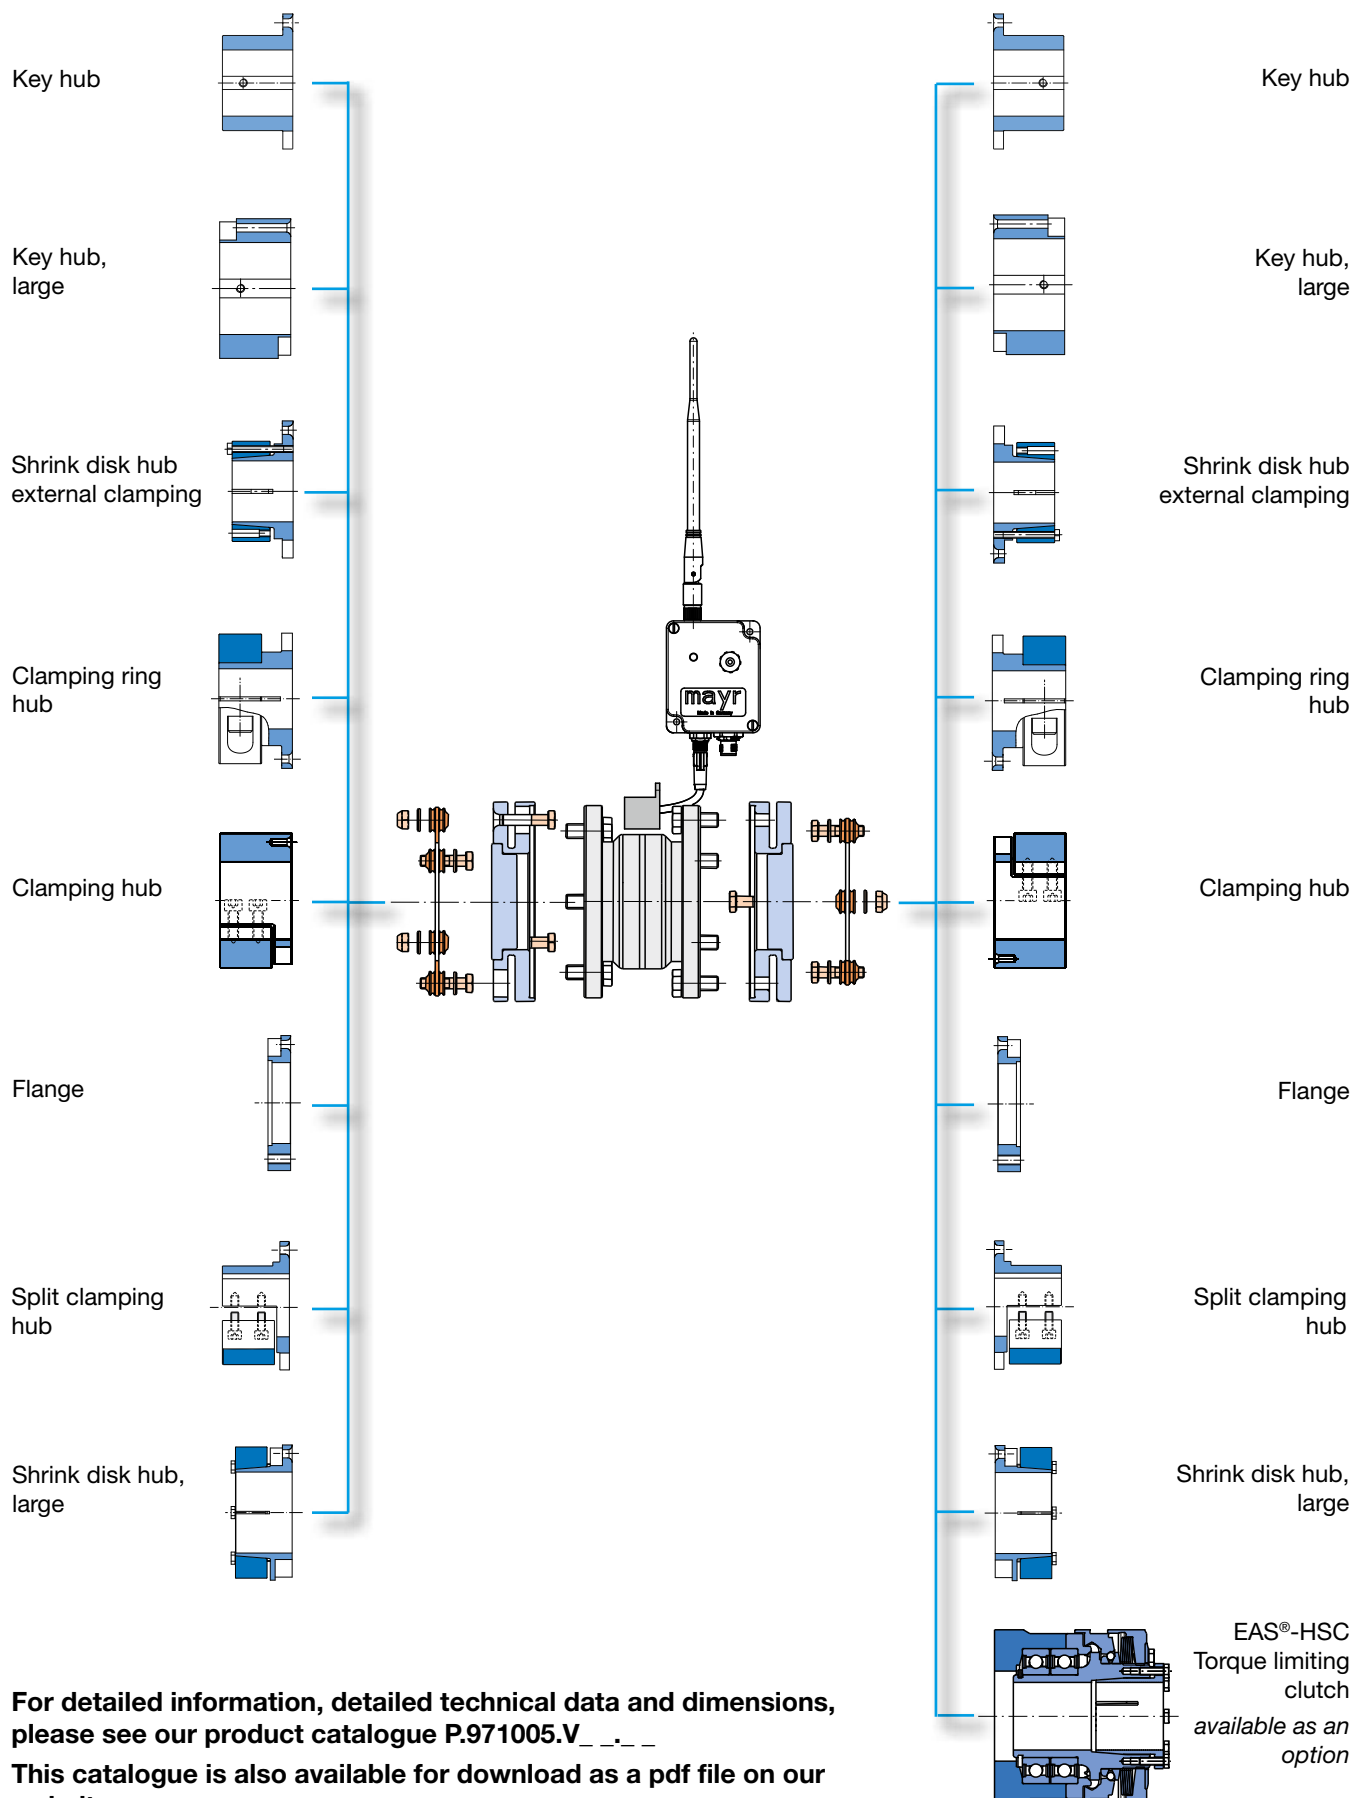 Key hub
Key hub
Key hub,
large
Key hub,
large
Shrink disk hub
external clamping
Shrink disk hub
external clamping
Clamping ring
hub
Clamping ring
hub
mayr
Made in Germany
Clamping hub
Clamping hub
Flange
Flange
Split clamping
hub
Split clamping
hub
Shrink disk hub,
large
Shrink disk hub,
large
EAS®-HSC
Torque limiting
clutch
available as an
option
For detailed information, detailed technical data and dimensions,
please see our product catalogue P.971005.V_ _._ _
This catalogue is also available for download as a pdf file on our